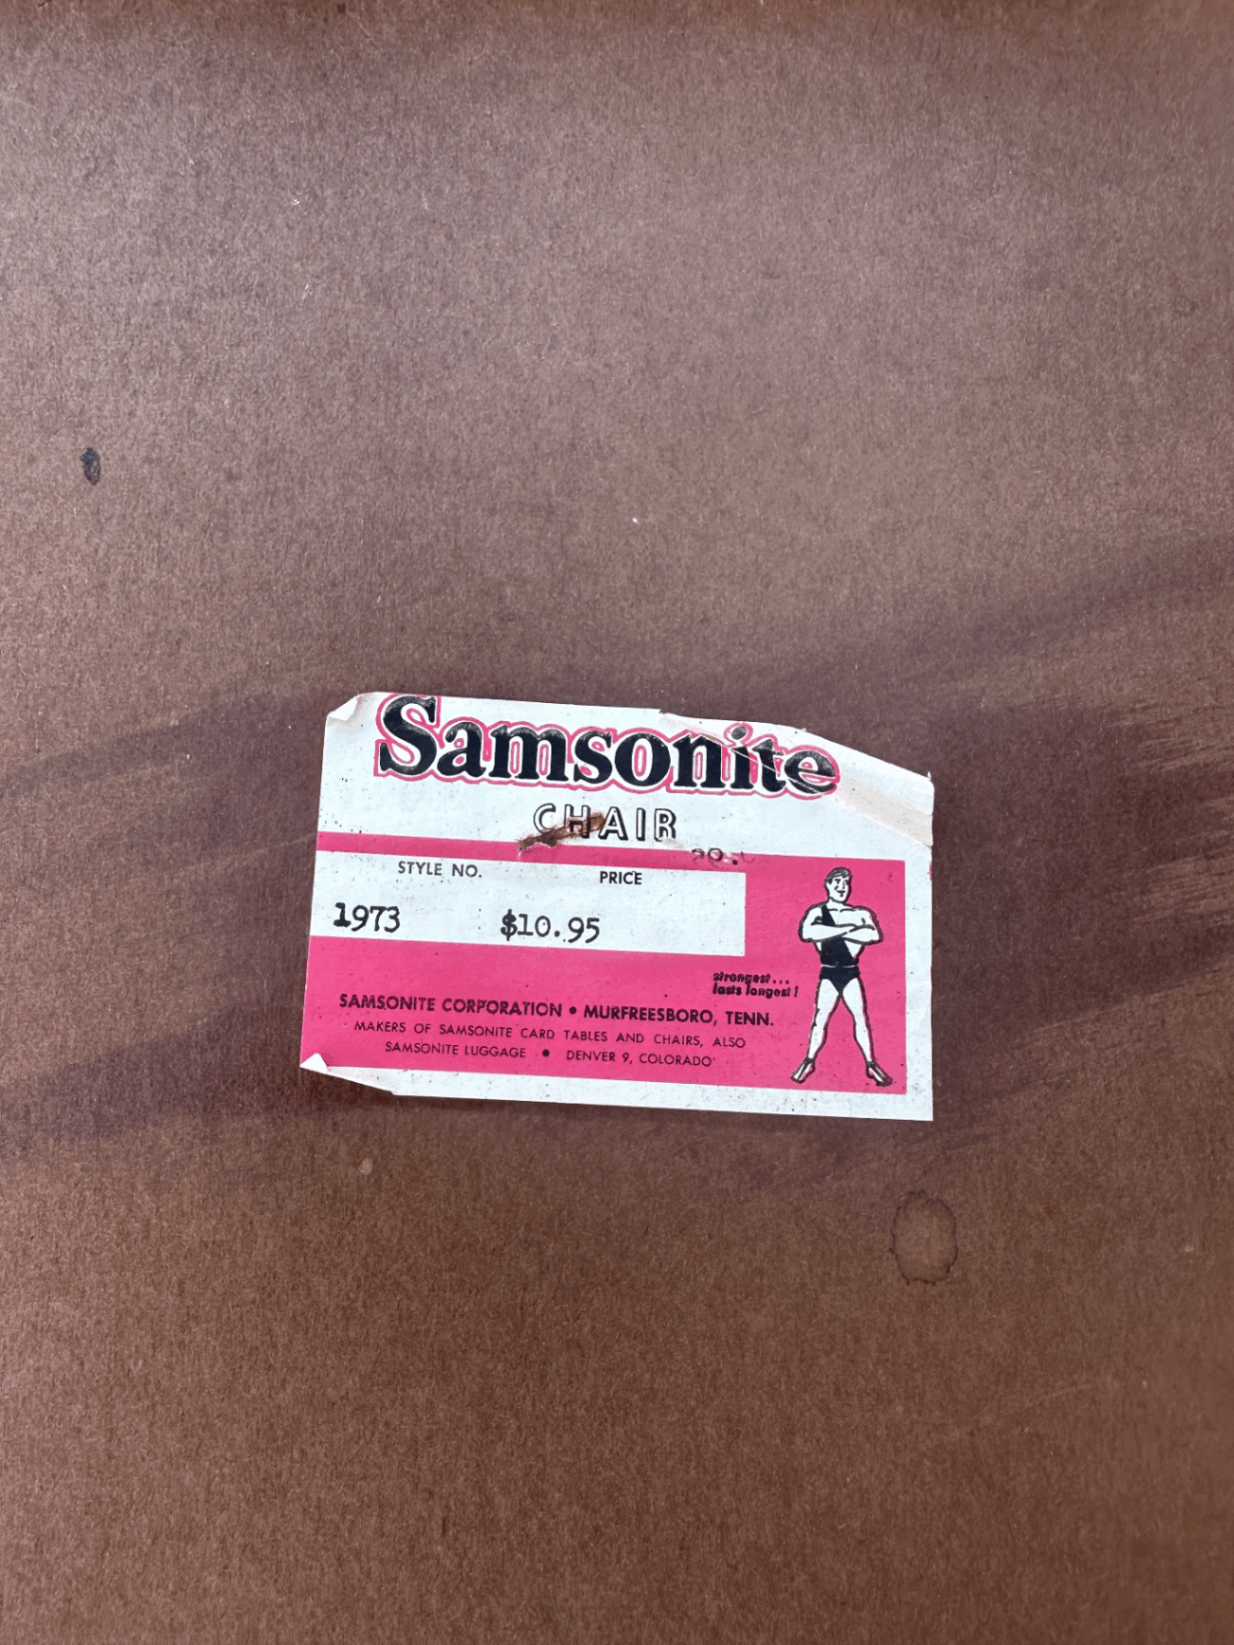 Samsonite
CHAIR
STYLE NO. PRICE
1973 $10.95
strongest...
lasts longest!
SAMSONITE CORPORATION • MURFREESBORO, TENN.
MAKERS OF SAMSONITE CARD TABLES AND CHAIRS, ALSO
SAMSONITE LUGGAGE • DENVER 9, COLORADO